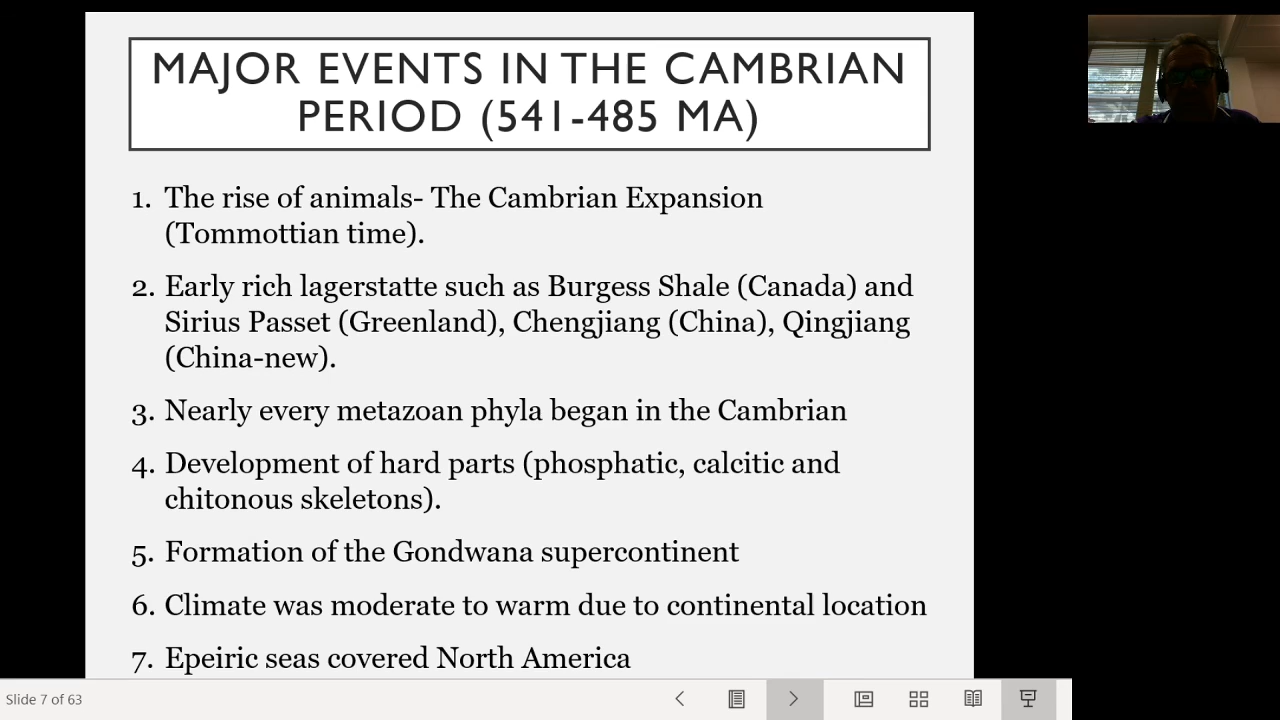 MAJOR EVENTS IN THE CAMBRIAN
PERIOD (541-485 MA)
1. The rise of animals- The Cambrian Expansion
(Tommottian time).
2. Early rich lagerstatte such as Burgess Shale (Canada) and
Sirius Passet (Greenland), Chengjiang (China), Qingjiang
(China-new).
3. Nearly every metazoan phyla began in the Cambrian
4. Development of hard parts (phosphatic, calcitic and
chitonous skeletons).
5. Formation of the Gondwana supercontinent
6. Climate was moderate to warm due to continental location
7. Epeiric seas covered North America
Slide 7 of 63